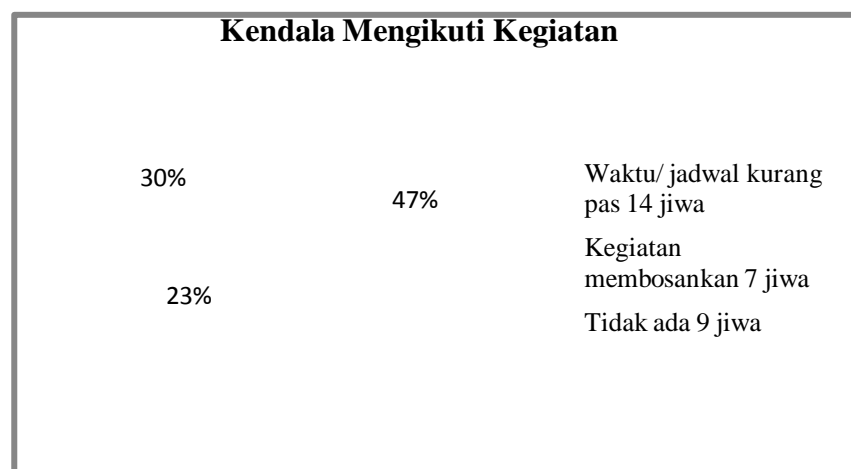 Kendala Mengikuti Kegiatan
30%
47%
23%
Waktu/ jadwal kurang
pas 14 jiwa
Kegiatan
membosankan 7 jiwa
Tidak ada 9 jiwa